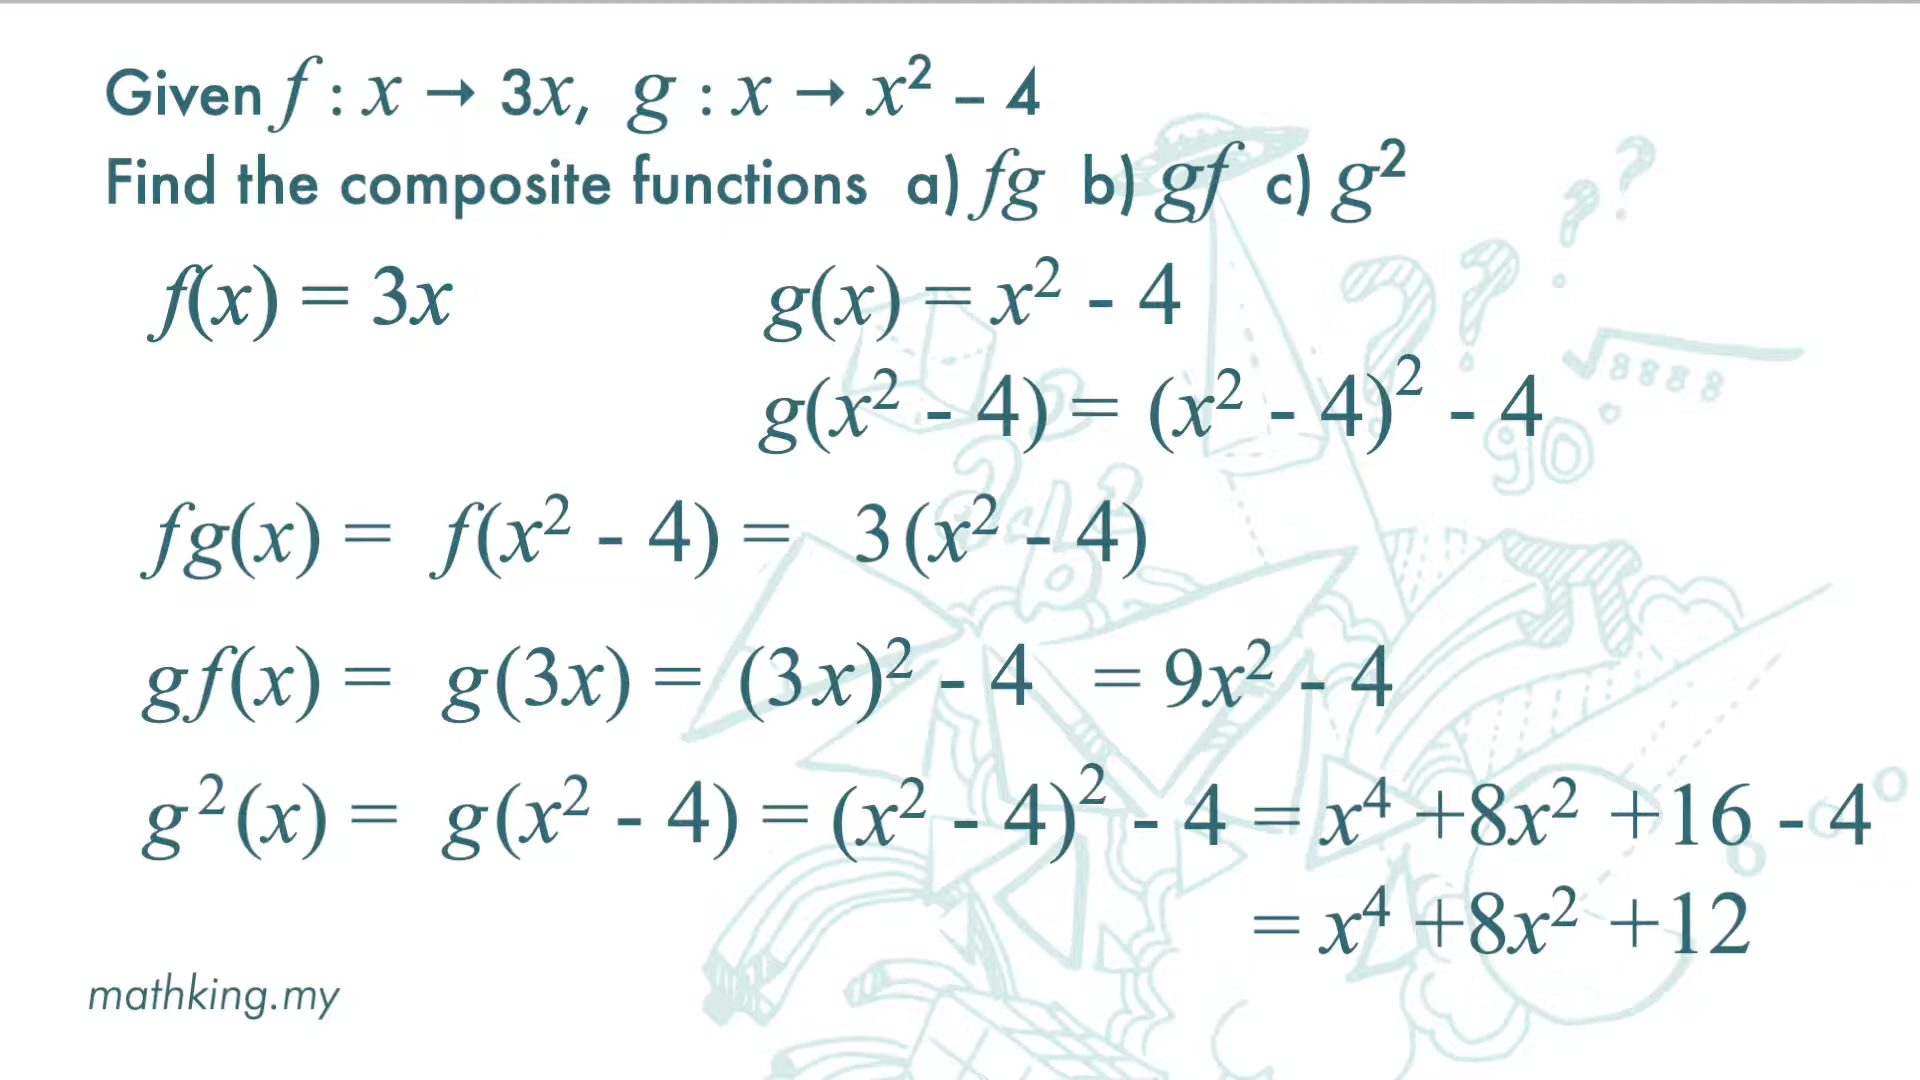 Given f : x → 3x, g : x → x² – 4
Find the composite functions a) fg b) gf c) g²
f(x) = 3x g(x) = x² - 4
g(x² - 4) = (x² - 4)² - 4
fg(x) = f(x² - 4) = 3(x² - 4)
gf(x) = g(3x) = (3x)² - 4 = 9x² - 4
g²(x) = g(x² - 4) = (x² - 4)² - 4 = x⁴ +8x² +16 - 4
= x⁴ +8x² +12
mathking.my